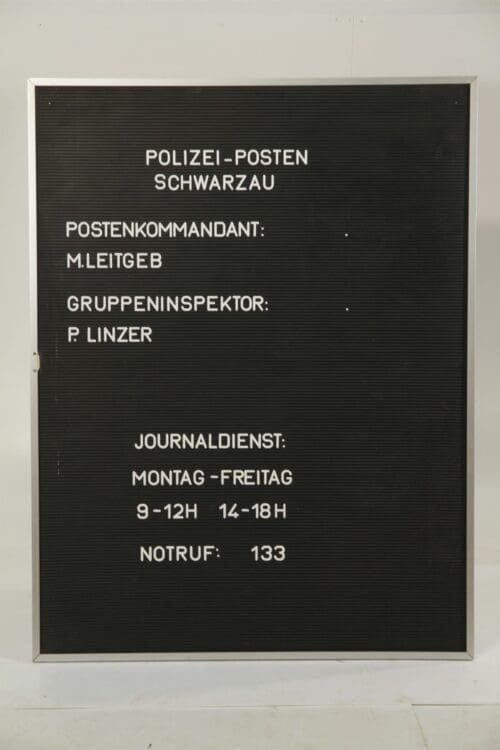 POLIZEI-POSTEN
SCHWARZAU
POSTENKOMMANDANT:
M.LEITGEB
GRUPPENINSPEKTOR:
P. LINZER
JOURNALDIENST:
MONTAG-FREITAG
9-12H 14-18H
NOTRUF: 133